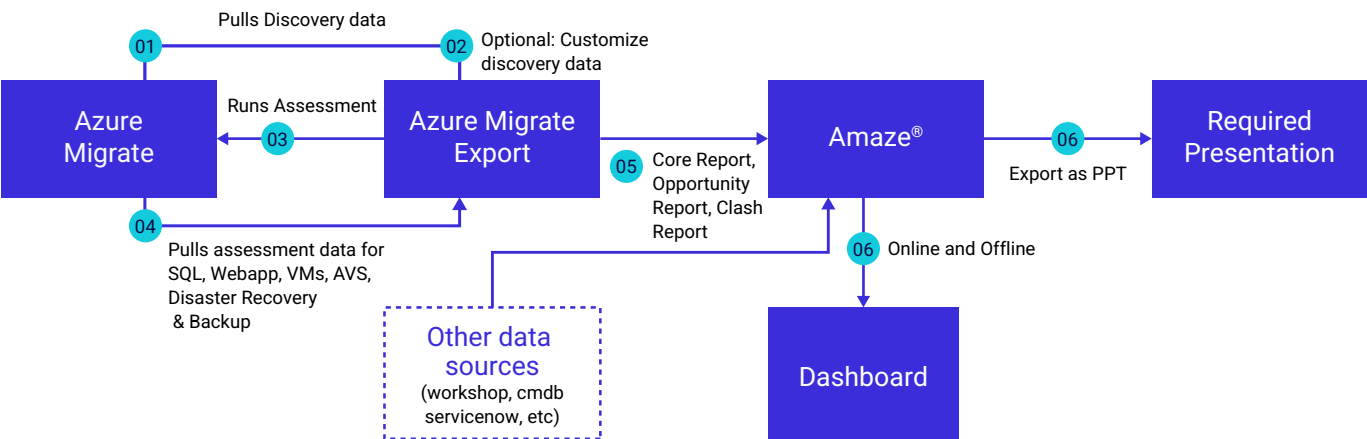 Pulls Discovery data
01
02
Optional: Customize
discovery data
Azure
Migrate
Runs Assessment
03
Azure Migrate
Export
05
Core Report,
Opportunity
Report, Clash
Report
Amaze®
06
Export as PPT
Required
Presentation
04
Pulls assessment data for
SQL, Webapp, VMs, AVS,
Disaster Recovery
& Backup
06
Online and Offline
Other data
sources
(workshop, cmdb
servicenow, etc)
Dashboard